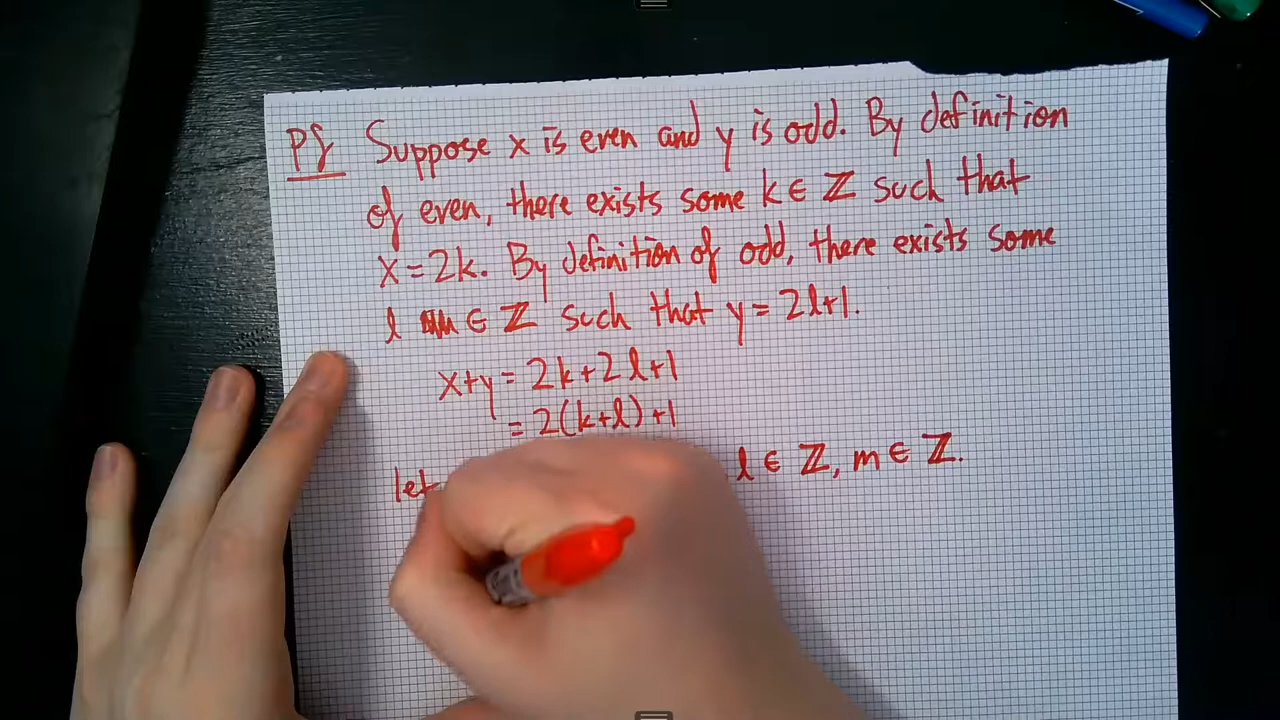 Pf Suppose x is even and y is odd. By definition
of even, there exists some k ∈ ℤ such that
x = 2k. By definition of odd, there exists some
l ∈ ℤ such that y = 2l+1.
x+y = 2k+2l+1
= 2(k+l)+1
let l ∈ ℤ, m ∈ ℤ.